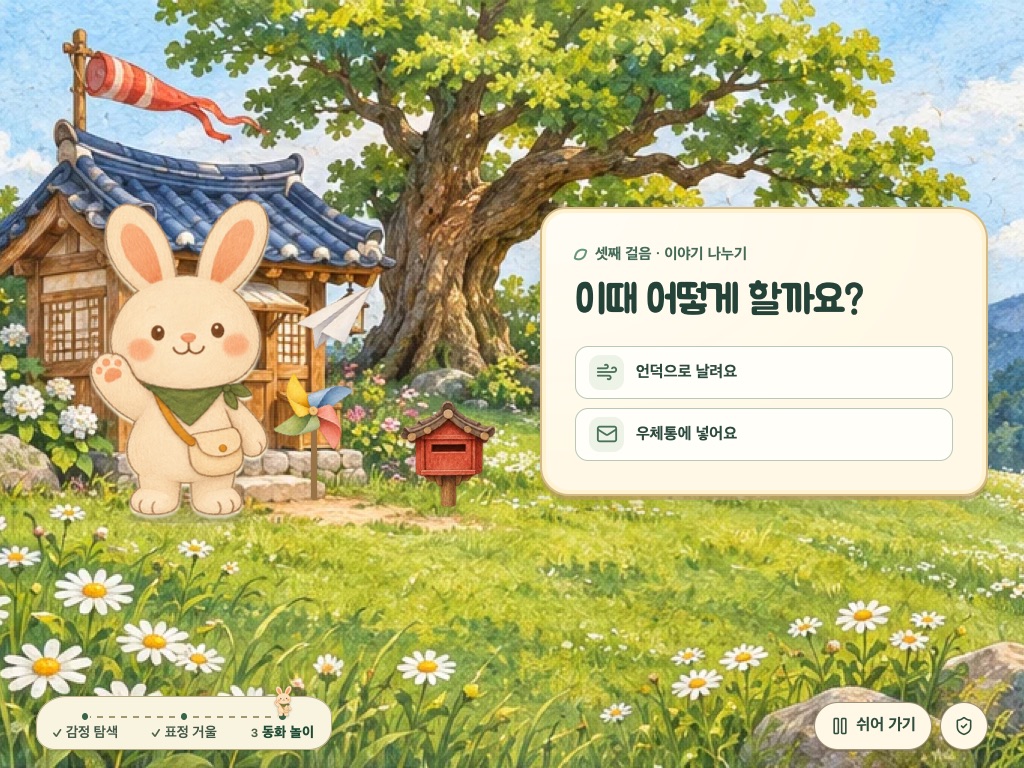 셋째 걸음 · 이야기 나누기
이때 어떻게 할까요?
언덕으로 날려요
우체통에 넣어요
✓ 감정 탐색
✓ 표정 거울
3 동화 놀이
쉬어 가기